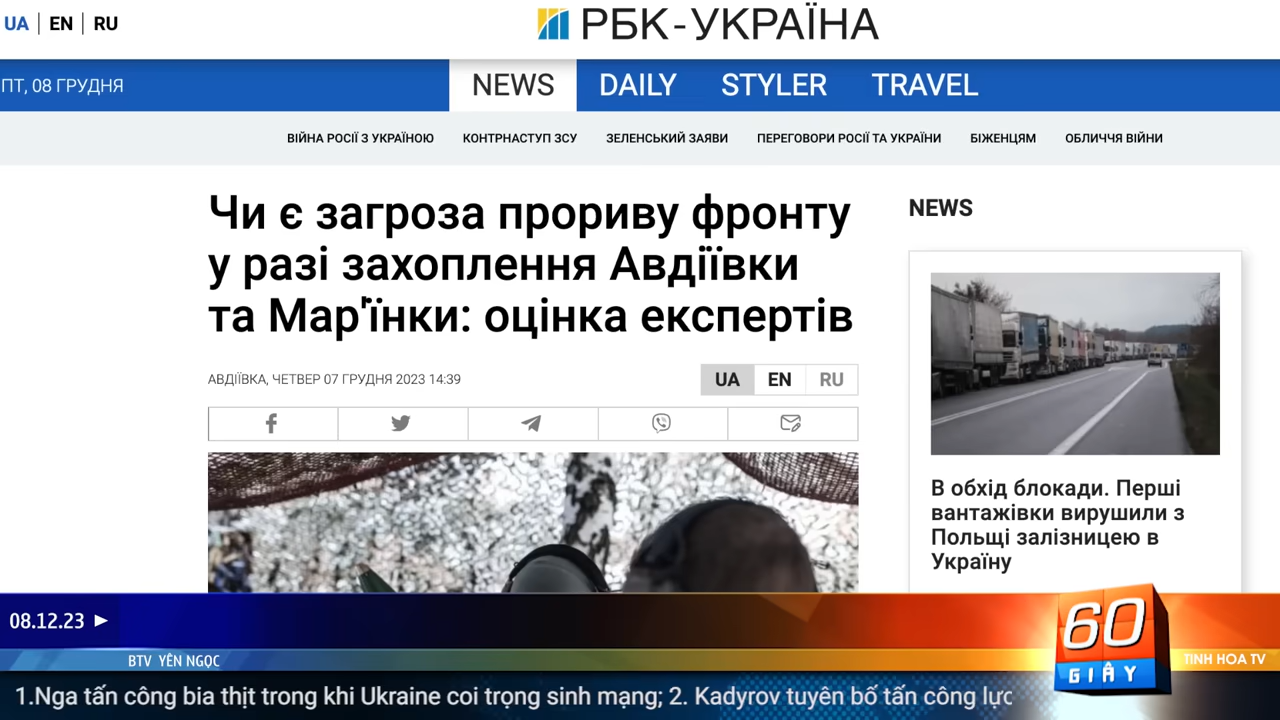 UA | EN | RU
РБК-УКРАЇНА
ПТ, 08 ГРУДНЯ
NEWS DAILY STYLER TRAVEL
ВІЙНА РОСІЇ З УКРАЇНОЮ КОНТРНАСТУП ЗСУ ЗЕЛЕНСЬКИЙ ЗАЯВИ ПЕРЕГОВОРИ РОСІЇ ТА УКРАЇНИ БІЖЕНЦЯМ ОБЛИЧЧЯ ВІЙНИ
Чи є загроза прориву фронту
у разі захоплення Авдіївки
та Мар'їнки: оцінка експертів
АВДІЇВКА, ЧЕТВЕР 07 ГРУДНЯ 2023 14:39
UA EN RU
NEWS
В обхід блокади. Перші
вантажівки вирушили з
Польщі залізницею в
Україну
08.12.23
60
GIÂY
BTV YÊN NGỌC
TINH HOA TV
1.Nga tấn công bia thịt trong khi Ukraine coi trọng sinh mạng; 2. Kadyrov tuyên bố tấn công lực